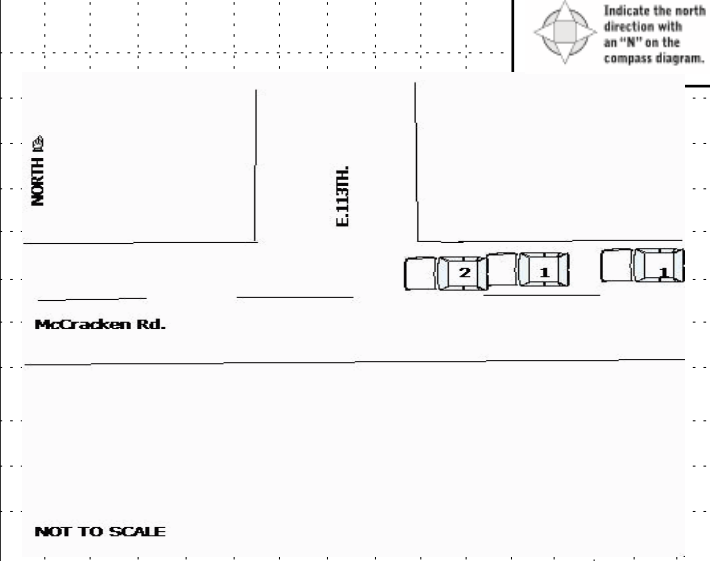 Indicate the north
direction with
an “N” on the
compass diagram.
NORTH
E.113TH.
2
1
1
McCracken Rd.
NOT TO SCALE